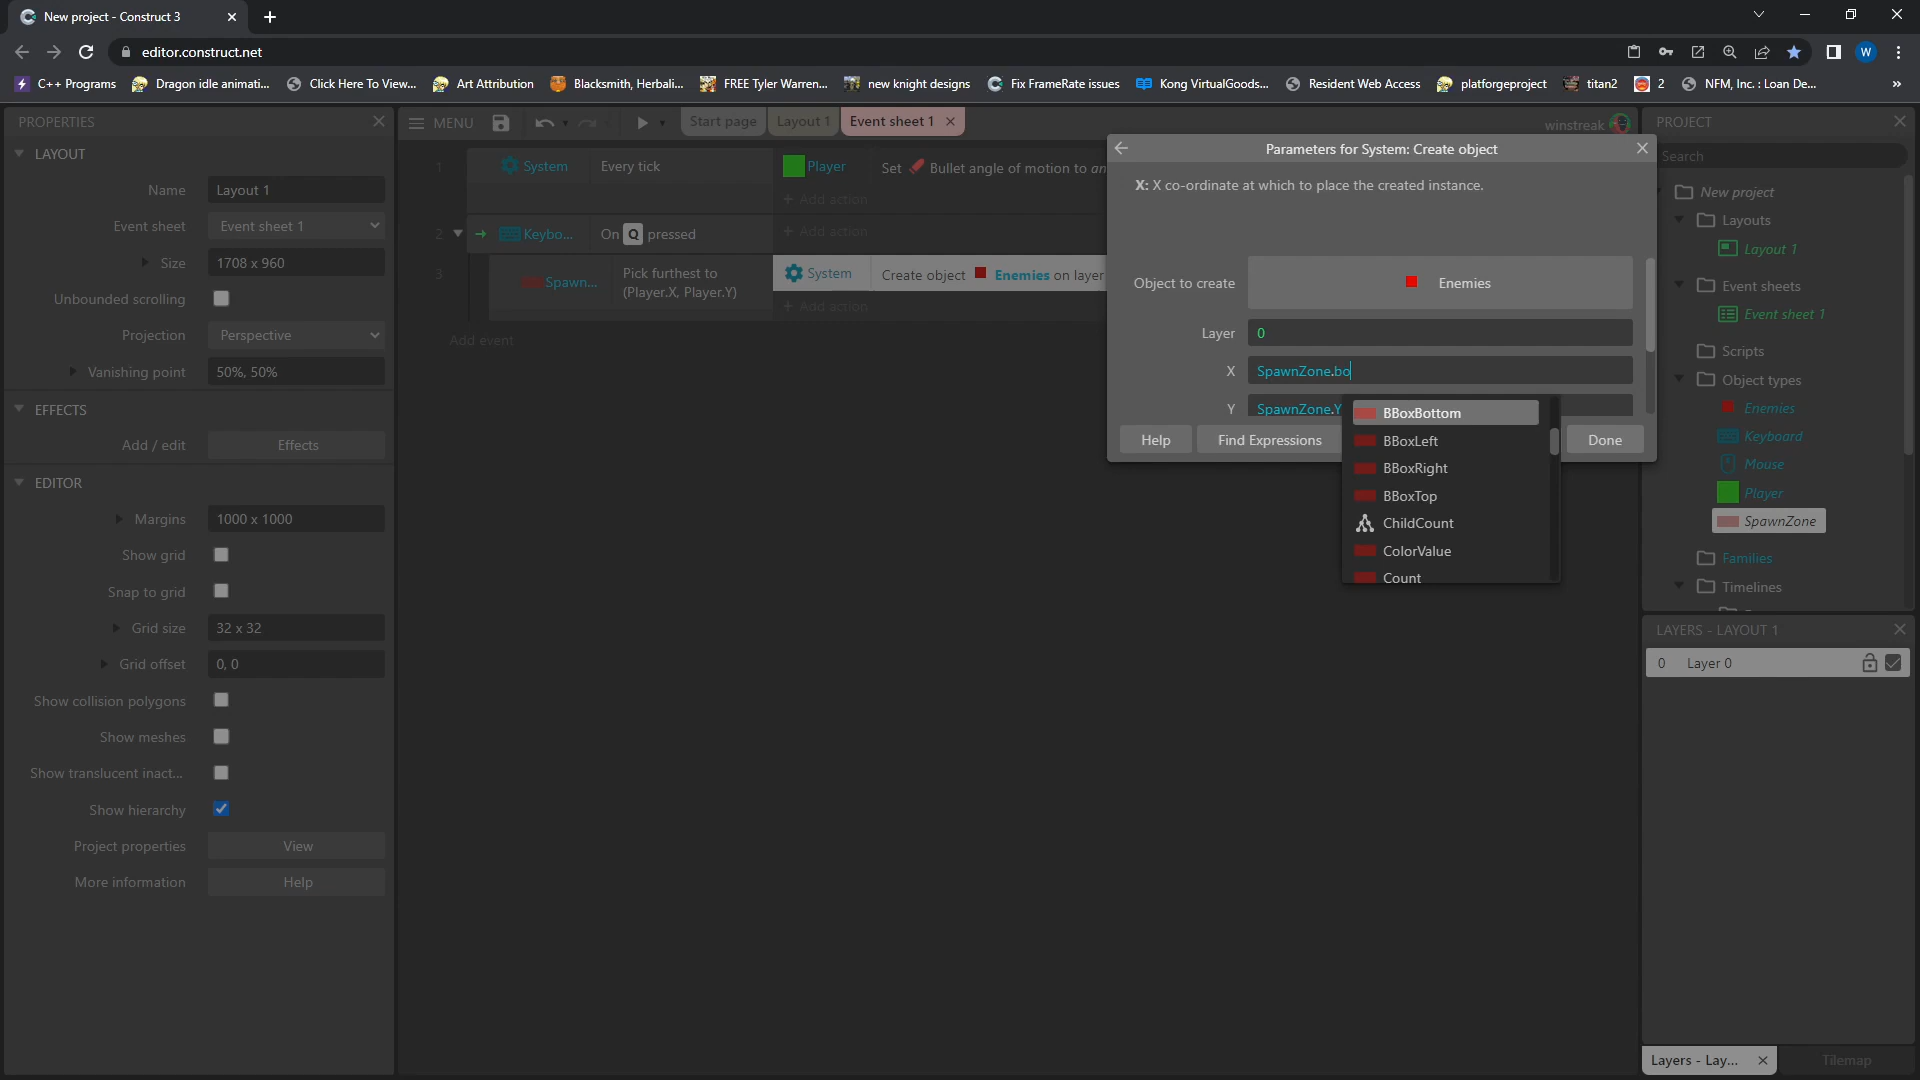 New project - Construct 3
editor.construct.net
C++ Programs
Dragon idle animati...
Click Here To View...
Art Attribution
Blacksmith, Herbali...
FREE Tyler Warren...
new knight designs
Fix FrameRate issues
Kong VirtualGoods...
Resident Web Access
platforgeproject
titan2
2
NFM, Inc. : Loan De...
»
W
PROPERTIES
LAYOUT
Name Layout 1
Event sheet Event sheet 1
Size 1708 x 960
Unbounded scrolling
Projection Perspective
Vanishing point 50%, 50%
EFFECTS
Add / edit Effects
EDITOR
Margins 1000 x 1000
Show grid
Snap to grid
Grid size 32 x 32
Grid offset 0, 0
Show collision polygons
Show meshes
Show translucent inact...
Show hierarchy
Project properties View
More information Help
MENU
Start page
Layout 1
Event sheet 1
winstreak
1 System Every tick Player Set Bullet angle of motion to an
+ Add action
2 Keybo... On Q pressed + Add action
3 Spawn... Pick furthest to (Player.X, Player.Y) System Create object Enemies on layer
+ Add action
Add event
Parameters for System: Create object
X: X co-ordinate at which to place the created instance.
Object to create Enemies
Layer 0
X SpawnZone.bo
Y SpawnZone.Y
Help
Find Expressions
Done
BBoxBottom
BBoxLeft
BBoxRight
BBoxTop
ChildCount
ColorValue
Count
PROJECT
Search
New project
Layouts
Layout 1
Event sheets
Event sheet 1
Scripts
Object types
Enemies
Keyboard
Mouse
Player
SpawnZone
Families
Timelines
LAYERS - LAYOUT 1
0 Layer 0
Layers - Lay...
Tilemap